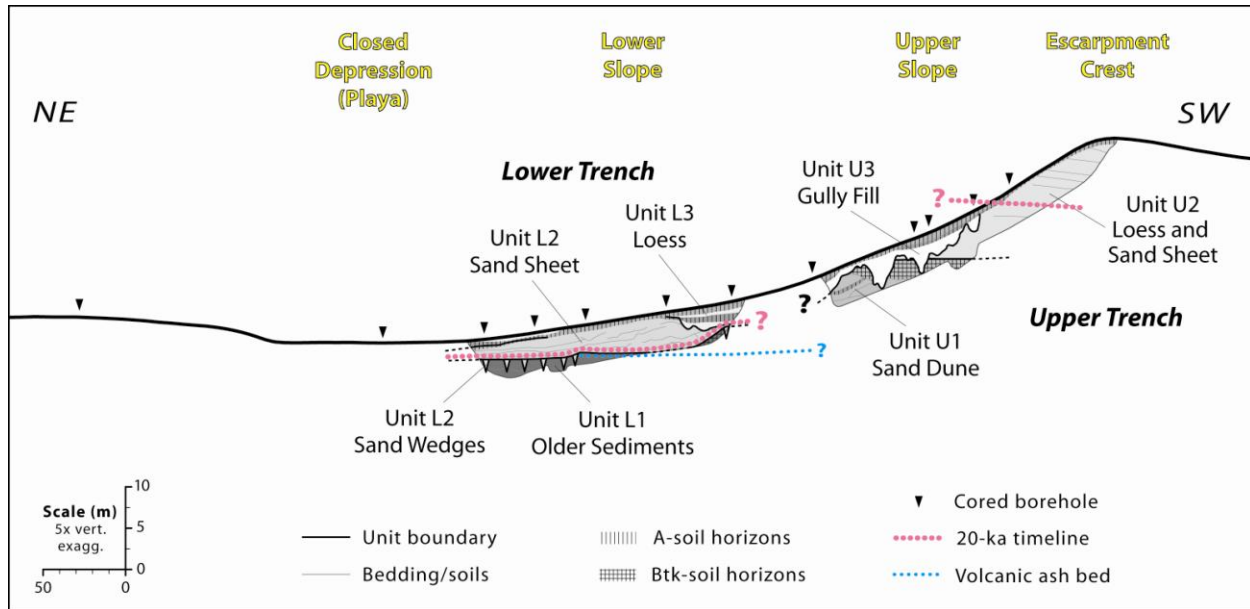 Closed
Depression
(Playa)
Lower
Slope
Upper
Slope
Escarpment
Crest
NE
SW
Lower Trench
Unit U3
Gully Fill
?
Unit U2
Loess and
Sand Sheet
Unit L3
Loess
Unit L2
Sand Sheet
?
?
?
Upper Trench
Unit U1
Sand Dune
Unit L2
Sand Wedges
Unit L1
Older Sediments
Scale (m)
5x vert.
exagg.
10
5
0
50
0
Unit boundary
Bedding/soils
A-soil horizons
Btk-soil horizons
Cored borehole
20-ka timeline
Volcanic ash bed